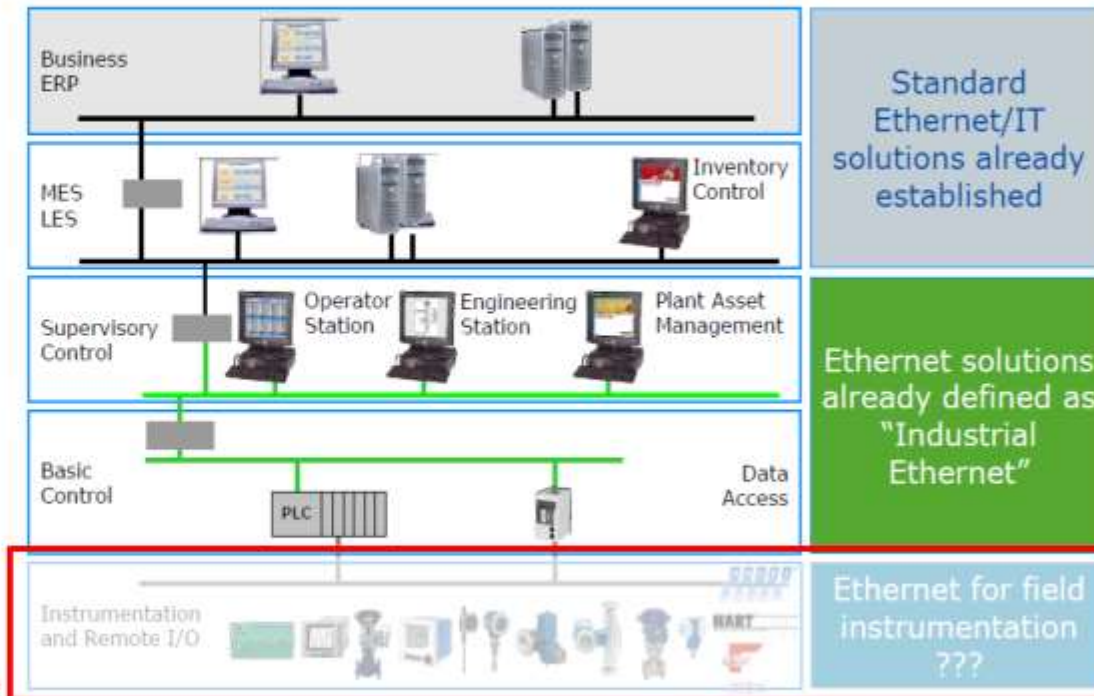 Business
ERP
Standard
Ethernet/IT
solutions already
established
MES
LES
Inventory
Control
Supervisory
Control
Operator
Station
Engineering
Station
Plant Asset
Management
Ethernet solutions
already defined as
“Industrial
Ethernet”
Basic
Control
PLC
Data
Access
Instrumentation
and Remote I/O
HART
Ethernet for field
instrumentation
???